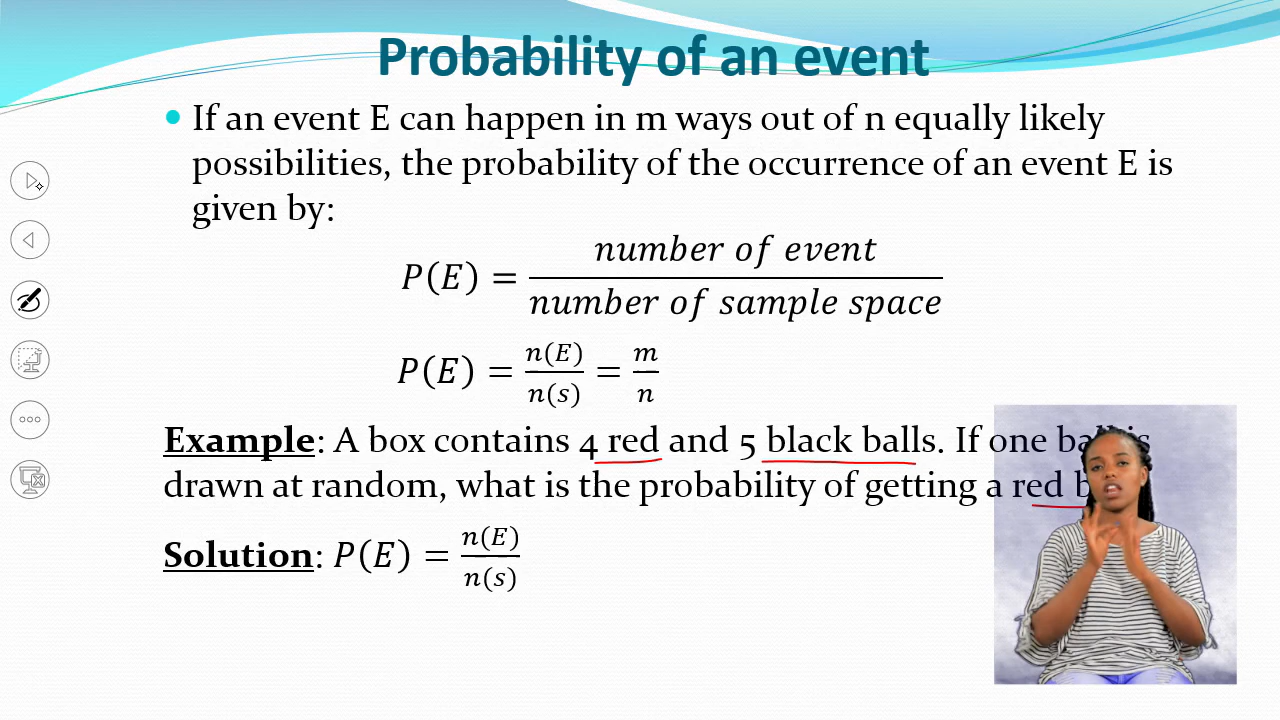 Probability of an event
If an event E can happen in m ways out of n equally likely
possibilities, the probability of the occurrence of an event E is
given by:
P(E) = number of event / number of sample space
P(E) = n(E)/n(s) = m/n
Example: A box contains 4 red and 5 black balls. If one ball is
drawn at random, what is the probability of getting a red
Solution: P(E) = n(E)/n(s)